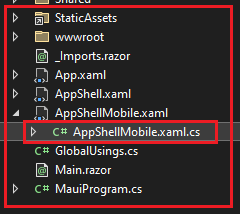 Shared
StaticAssets
wwwroot
_Imports.razor
App.xaml
AppShell.xaml
AppShellMobile.xaml
C# AppShellMobile.xaml.cs
C# GlobalUsings.cs
Main.razor
C# MauiProgram.cs